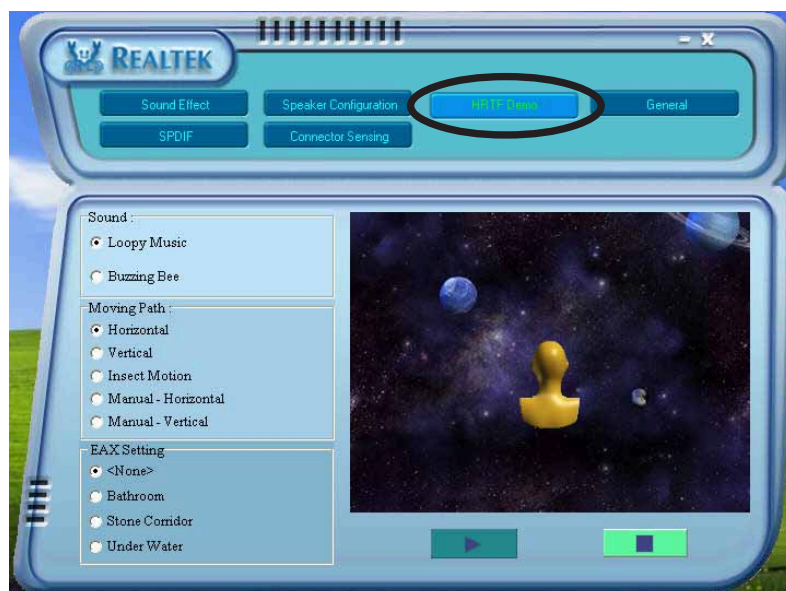 REALTEK
- X
Sound Effect
Speaker Configuration
HRTF Demo
General
SPDIF
Connector Sensing
Sound :
Loopy Music
Buzzing Bee
Moving Path :
Horizontal
Vertical
Insect Motion
Manual - Horizontal
Manual - Vertical
EAX Setting
<None>
Bathroom
Stone Corridor
Under Water